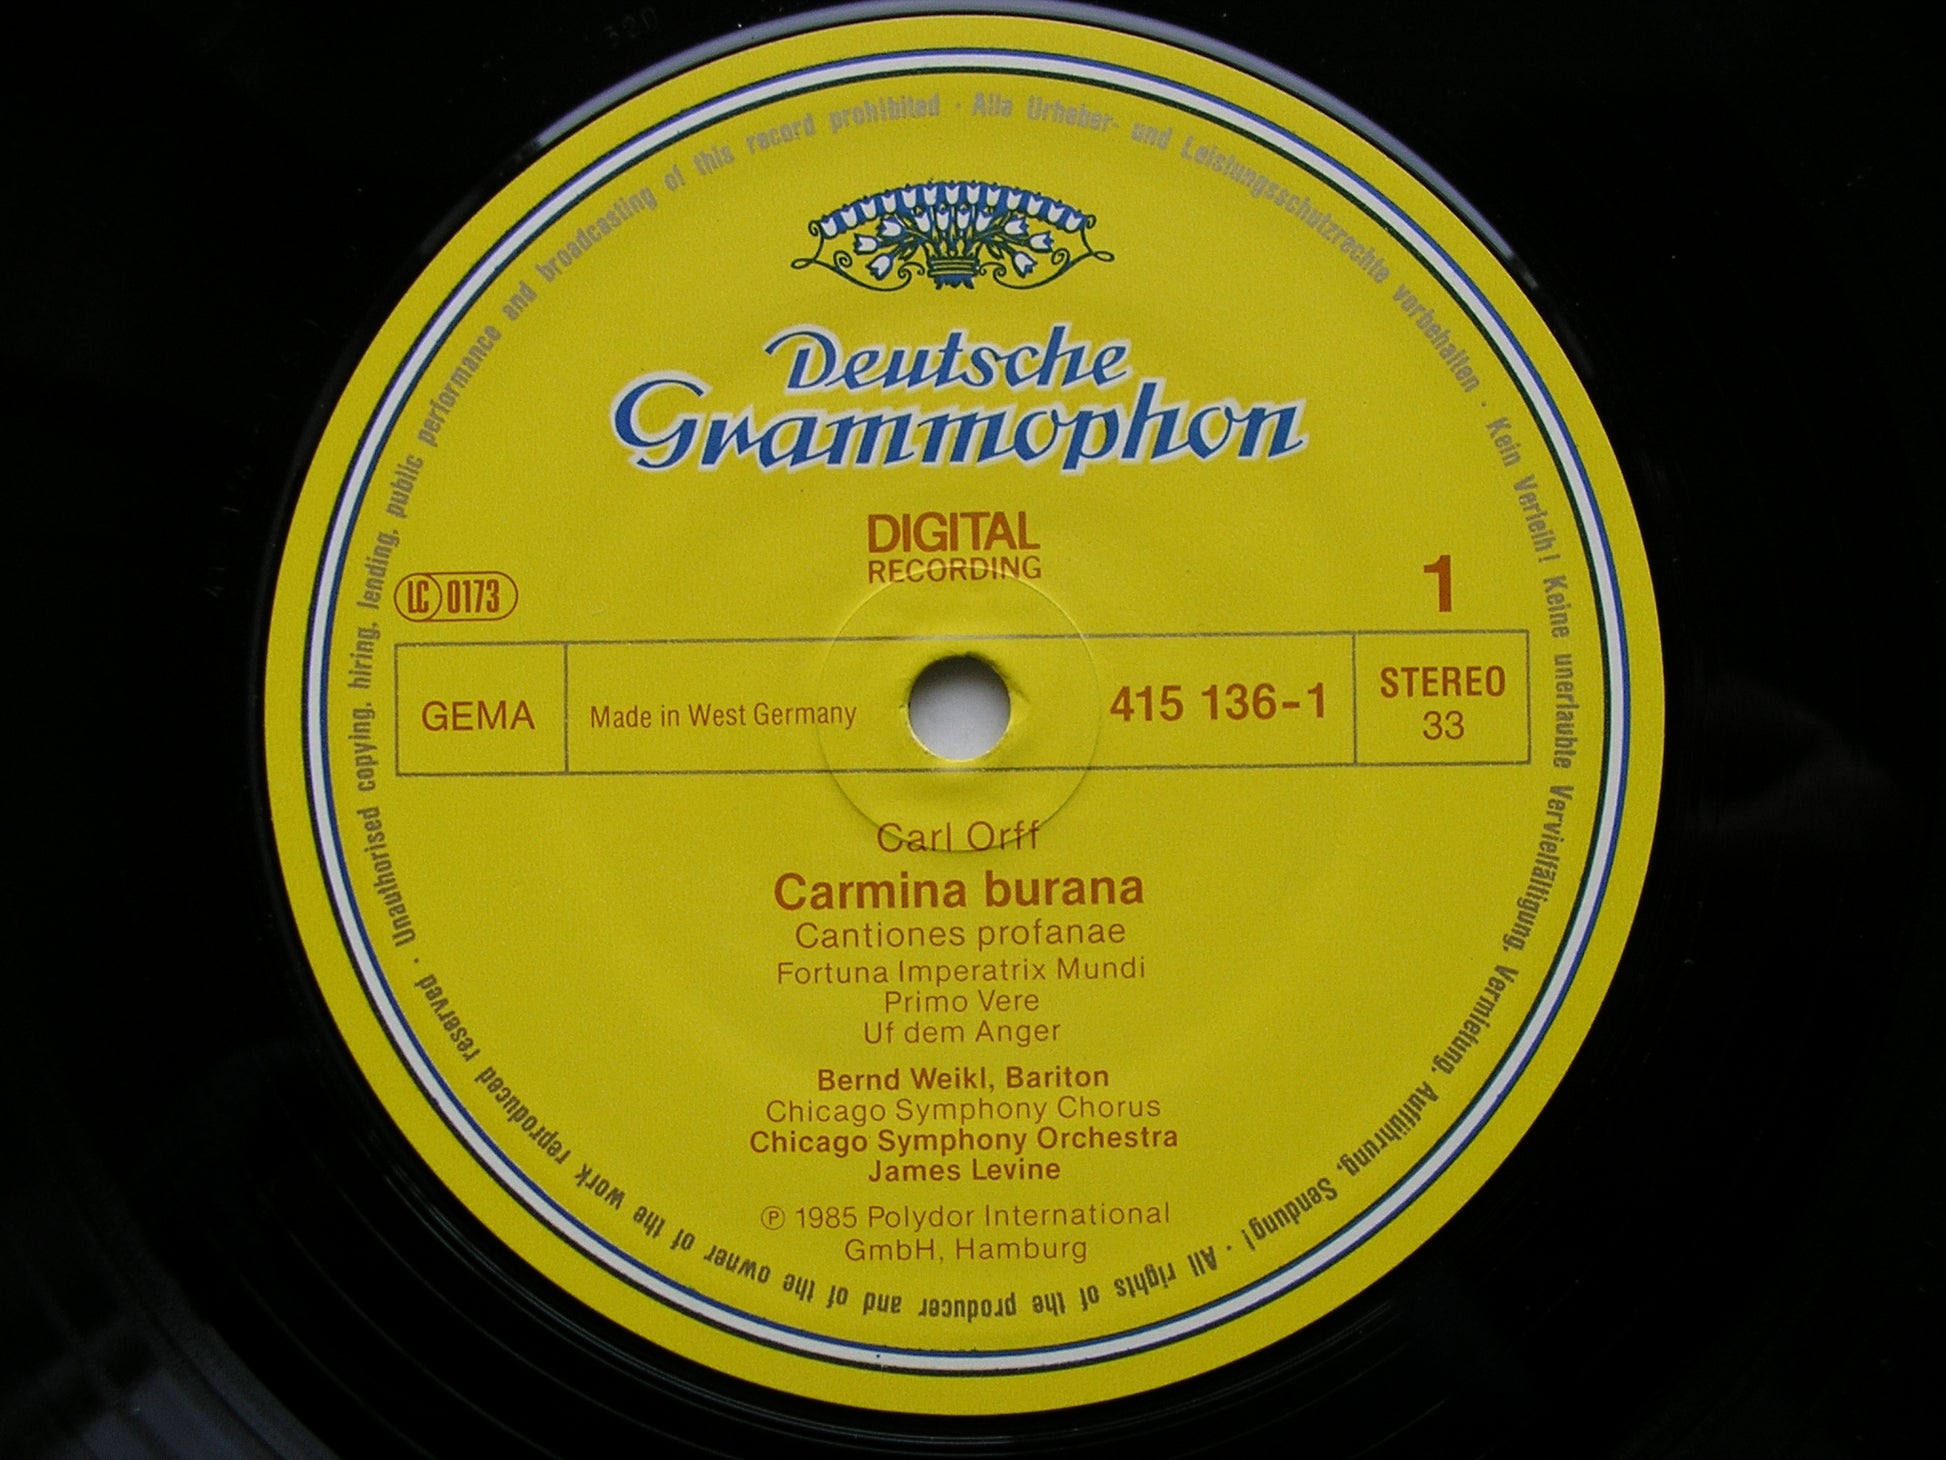 Deutsche
Grammophon
DIGITAL
RECORDING
LC 0173
1
GEMA
Made in West Germany
415 136-1
STEREO
33
Carl Orff
Carmina burana
Cantiones profanae
Fortuna Imperatrix Mundi
Primo Vere
Uf dem Anger
Bernd Weikl, Bariton
Chicago Symphony Chorus
Chicago Symphony Orchestra
James Levine
℗ 1985 Polydor International
GmbH, Hamburg
Alle Urheber- und Leistungsschutzrechte vorbehalten · Kein Verleih! Keine unerlaubte Vervielfältigung, Vermietung, Aufführung, Sendung! · All rights of the producer and of the owner of the work reproduced reserved · Unauthorised copying, hiring, lending, public performance and broadcasting of this record prohibited ·